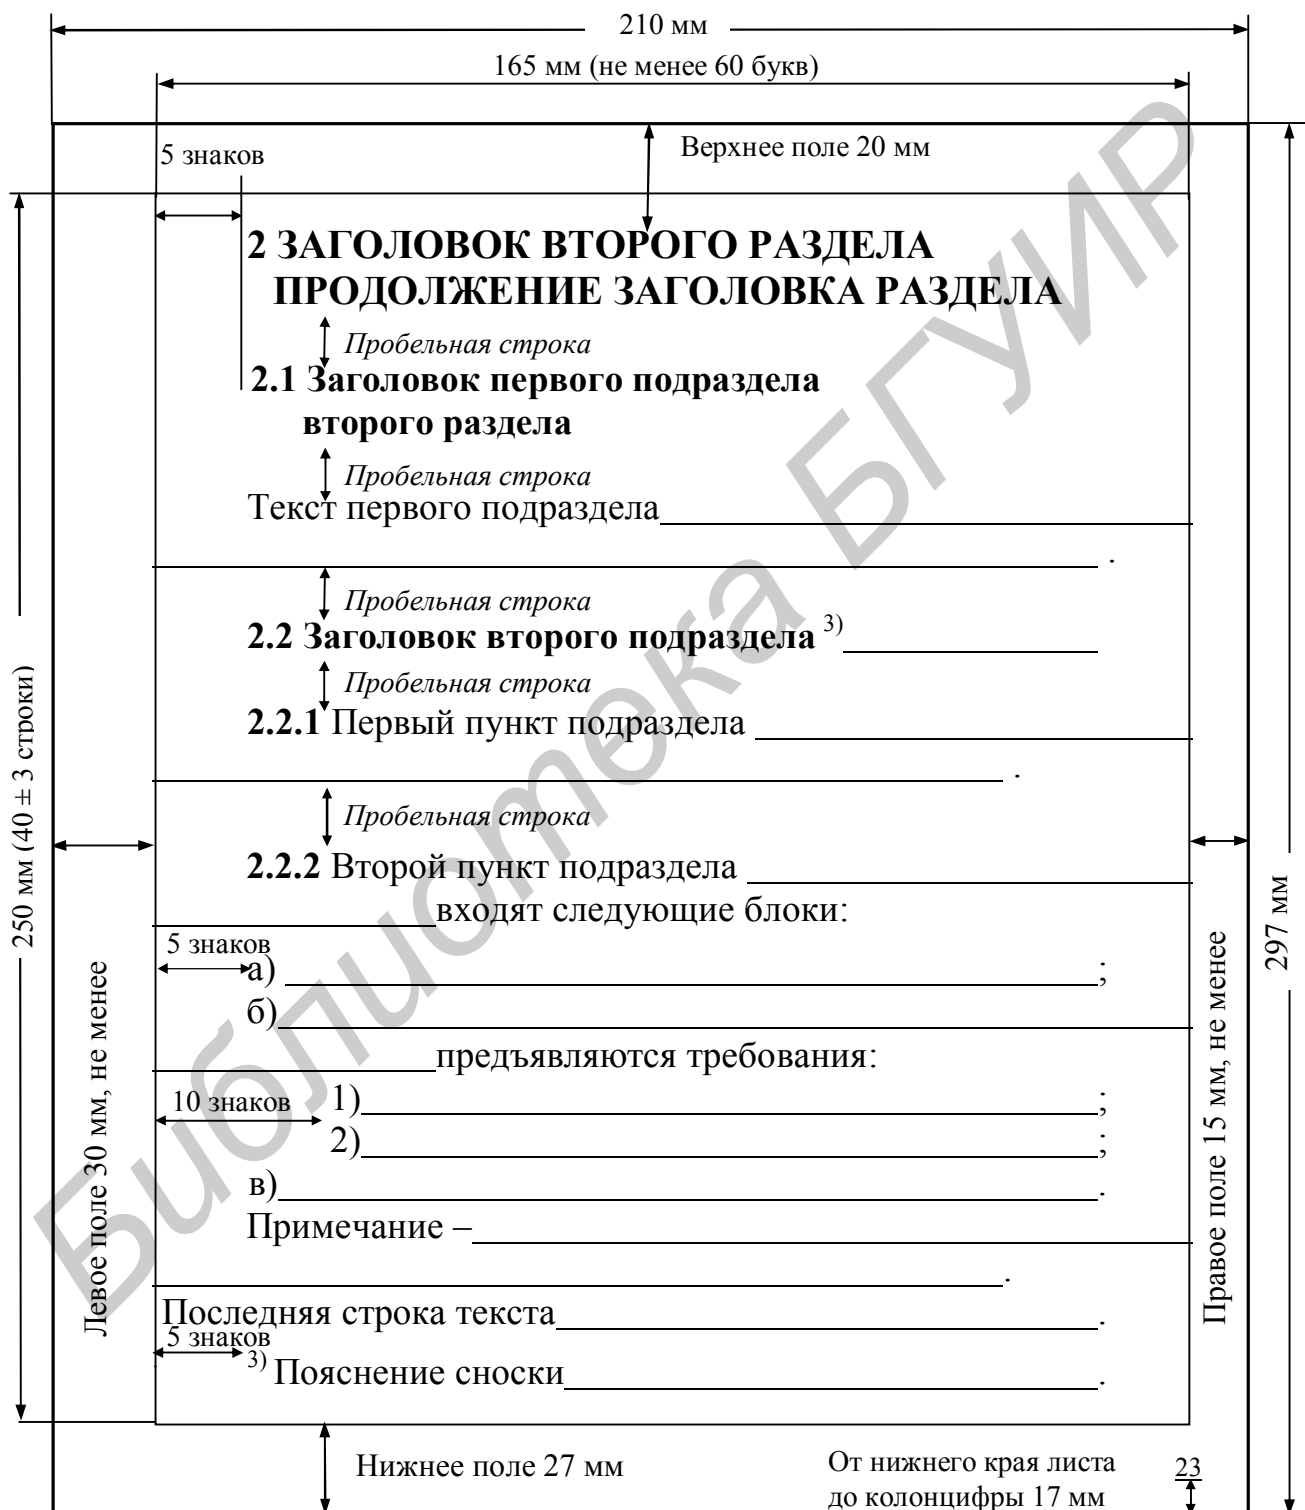 210 мм
165 мм (не менее 60 букв)
5 знаков
Верхнее поле 20 мм
2 ЗАГОЛОВОК ВТОРОГО РАЗДЕЛА
ПРОДОЛЖЕНИЕ ЗАГОЛОВКА РАЗДЕЛА
Пробельная строка
2.1 Заголовок первого подраздела
второго раздела
Пробельная строка
Текст первого подраздела
.
Пробельная строка
2.2 Заголовок второго подраздела 3)
Пробельная строка
2.2.1 Первый пункт подраздела
.
Пробельная строка
2.2.2 Второй пункт подраздела
входят следующие блоки:
5 знаков
а) ;
б)
предъявляются требования:
10 знаков
1) ;
2) ;
в) .
Примечание –
.
Последняя строка текста .
5 знаков
3) Пояснение сноски .
Нижнее поле 27 мм
От нижнего края листа
до колонцифры 17 мм
23
250 мм (40 ± 3 строки)
Левое поле 30 мм, не менее
Правое поле 15 мм, не менее
297 мм
Библиотека БГУИР